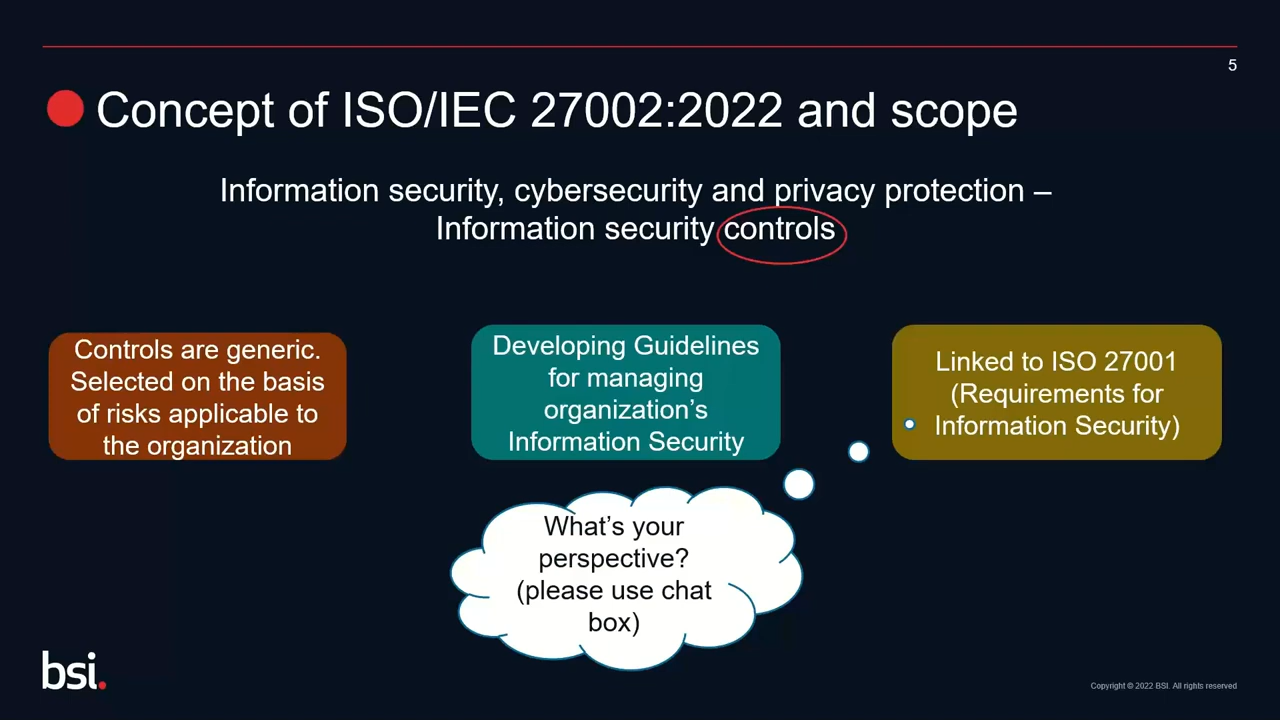 5
Concept of ISO/IEC 27002:2022 and scope
Information security, cybersecurity and privacy protection –
Information security controls
Controls are generic.
Selected on the basis
of risks applicable to
the organization
Developing Guidelines
for managing
organization’s
Information Security
Linked to ISO 27001
(Requirements for
Information Security)
What’s your
perspective?
(please use chat
box)
bsi.
Copyright © 2022 BSI. All rights reserved